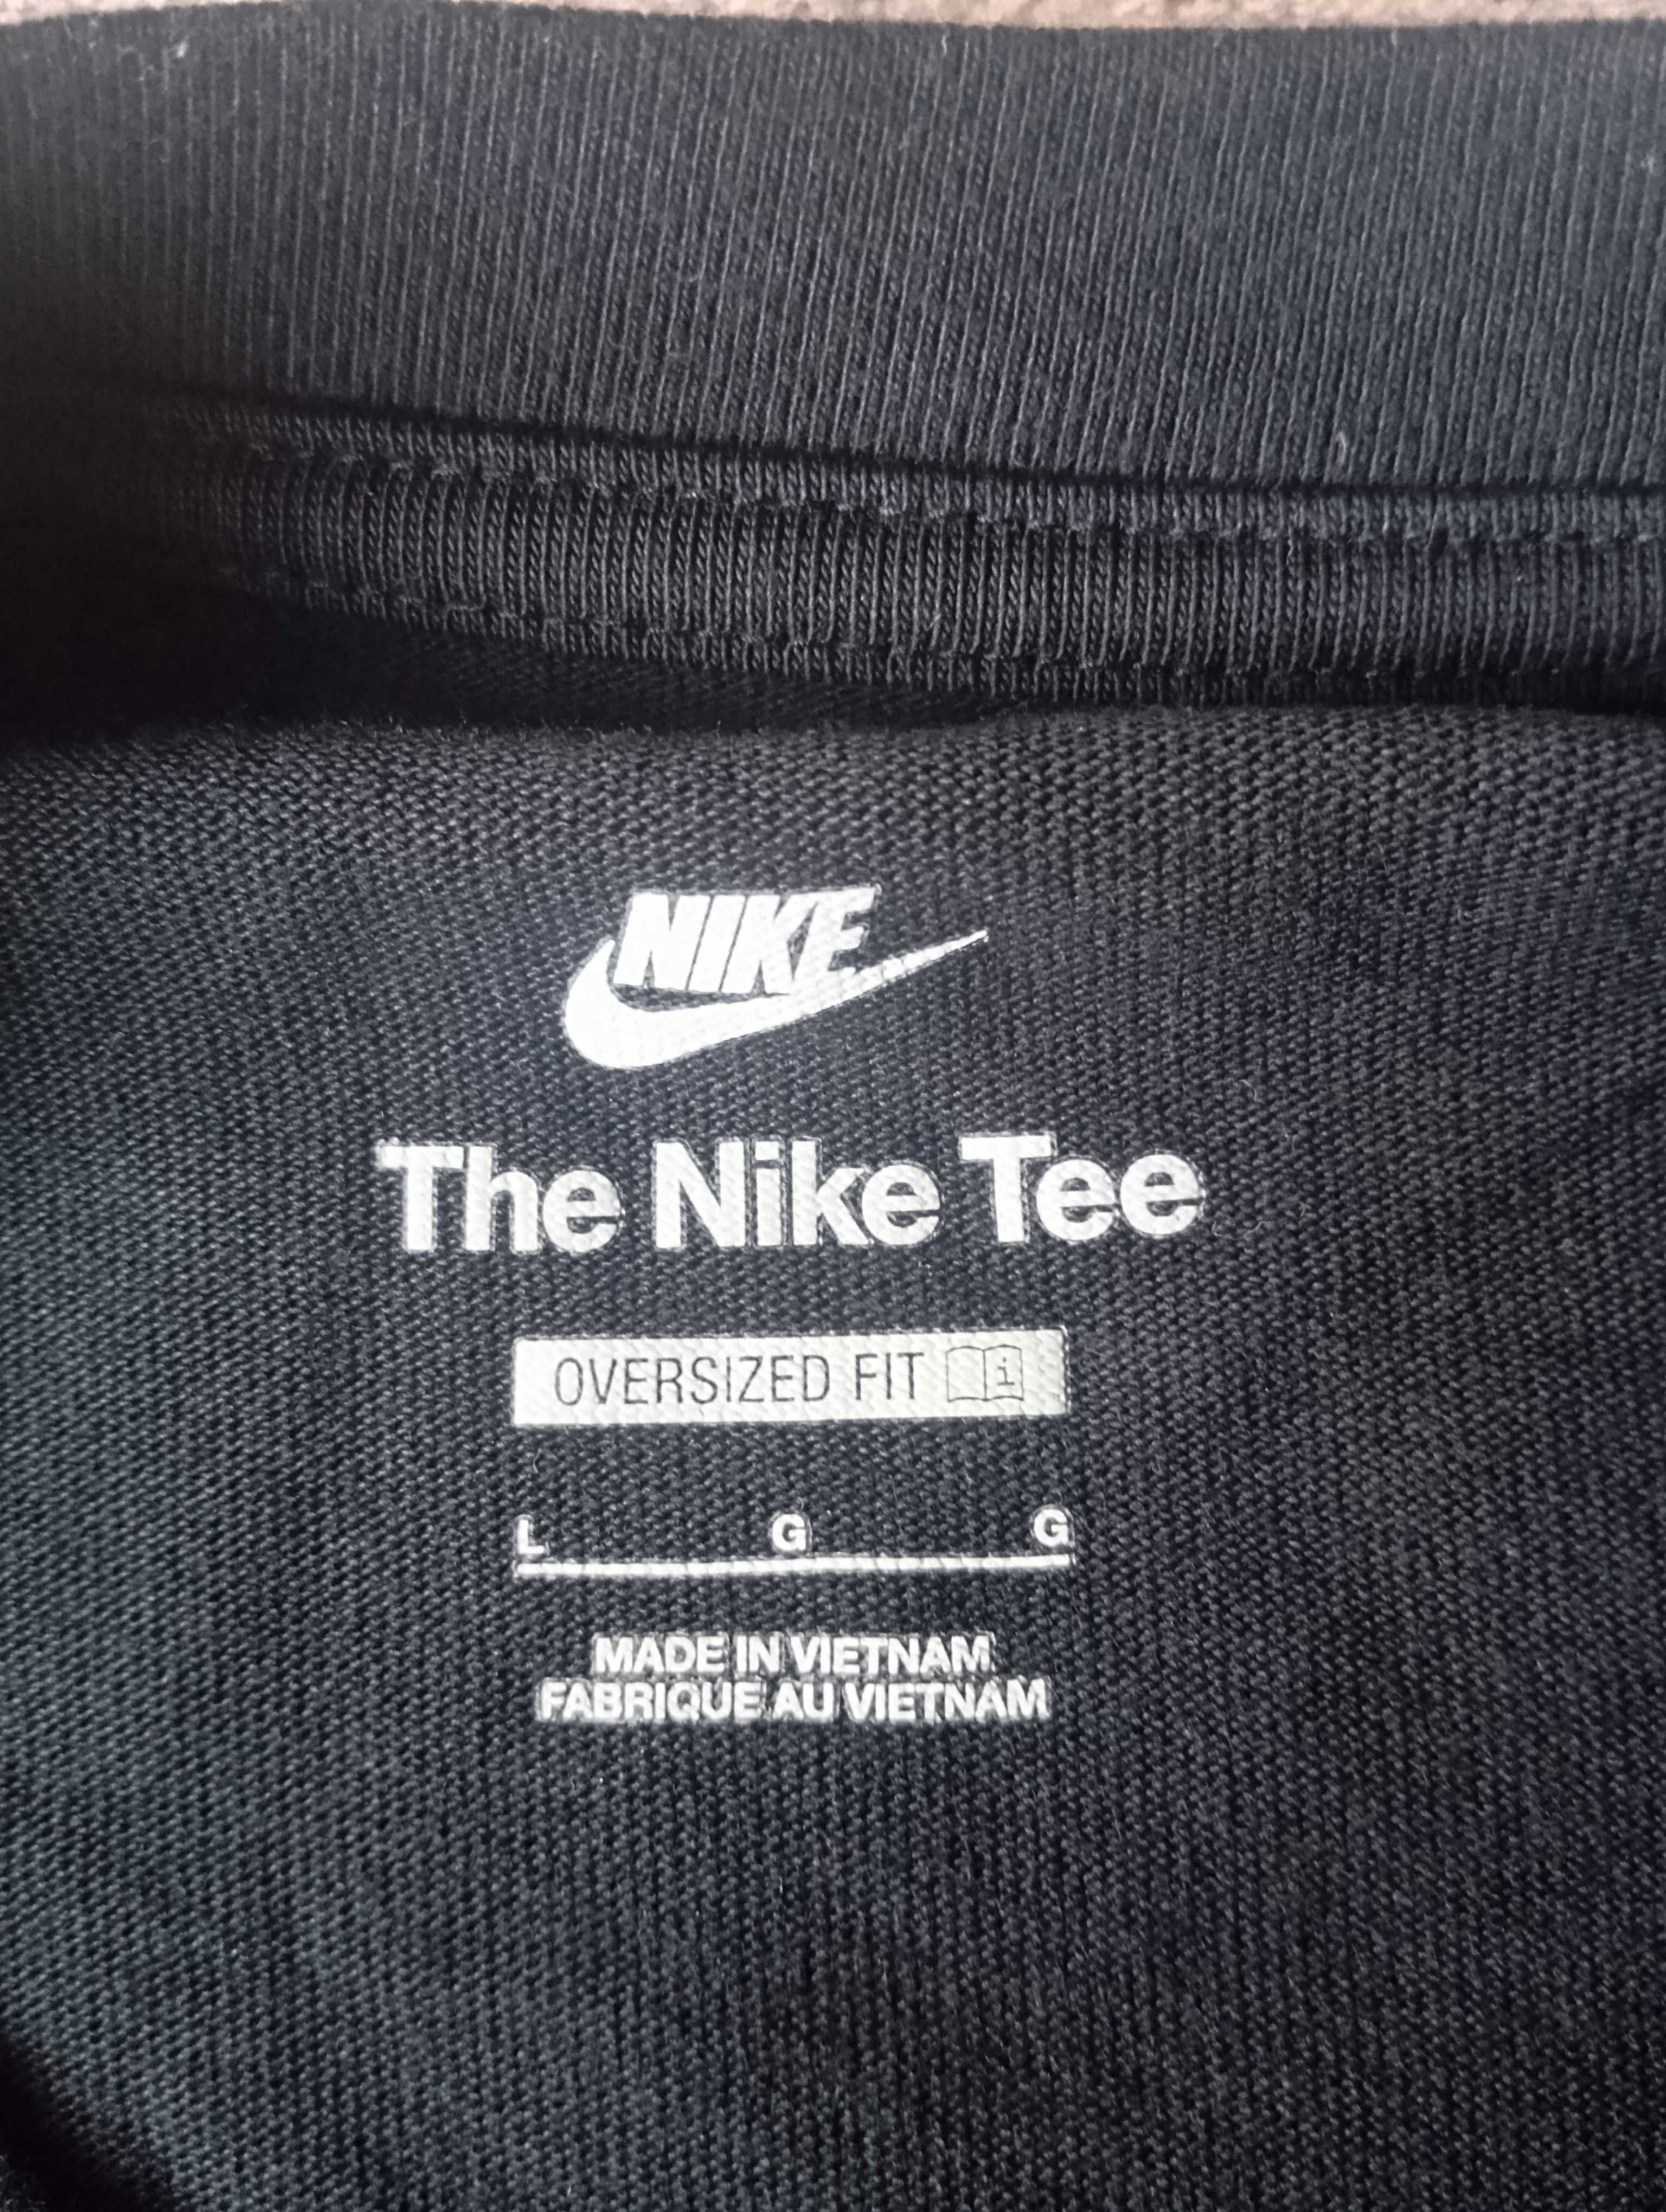 NIKE
The Nike Tee
OVERSIZED FIT i
L G G
MADE IN VIETNAM
FABRIQUE AU VIETNAM